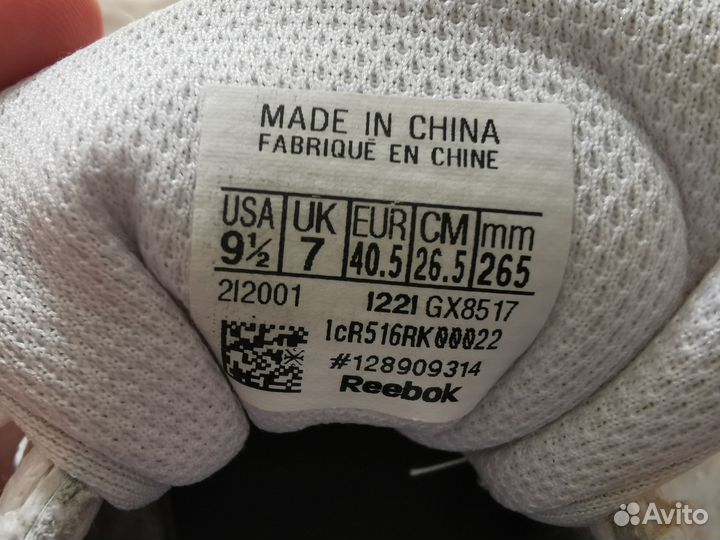 MADE IN CHINA
FABRIQUÉ EN CHINE
USA UK EUR CM mm
9½ 7 40.5 26.5 265
212001 1221 GX8517
1cR516RK00022
#128909314
Reebok
Avito